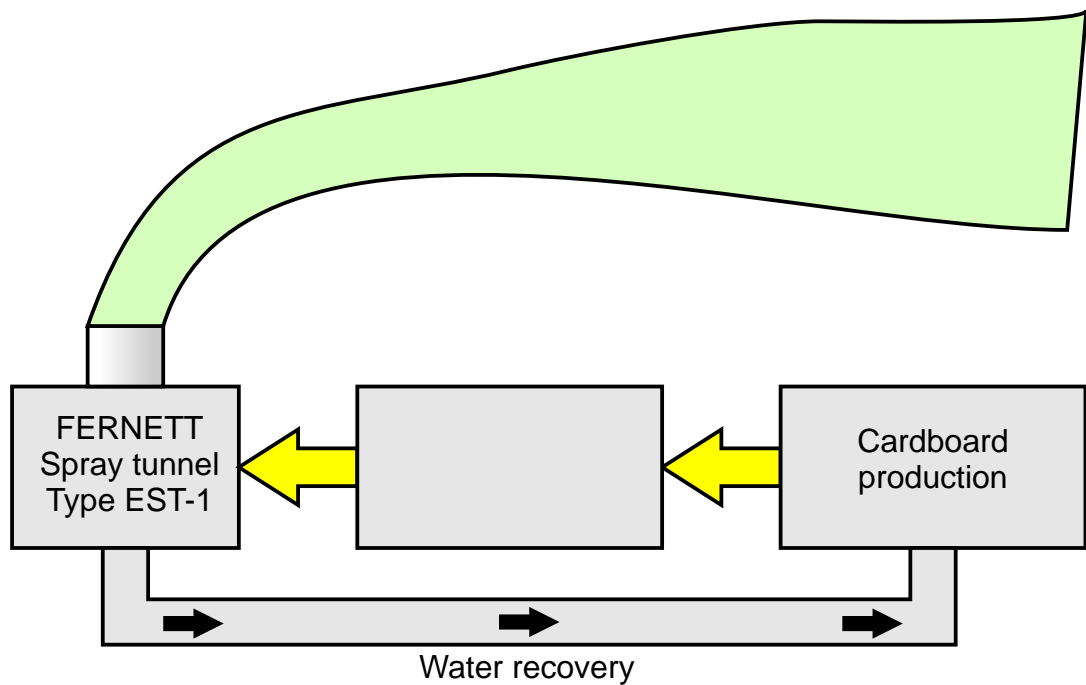 FERNETT
Spray tunnel
Type EST-1
Cardboard
production
Water recovery